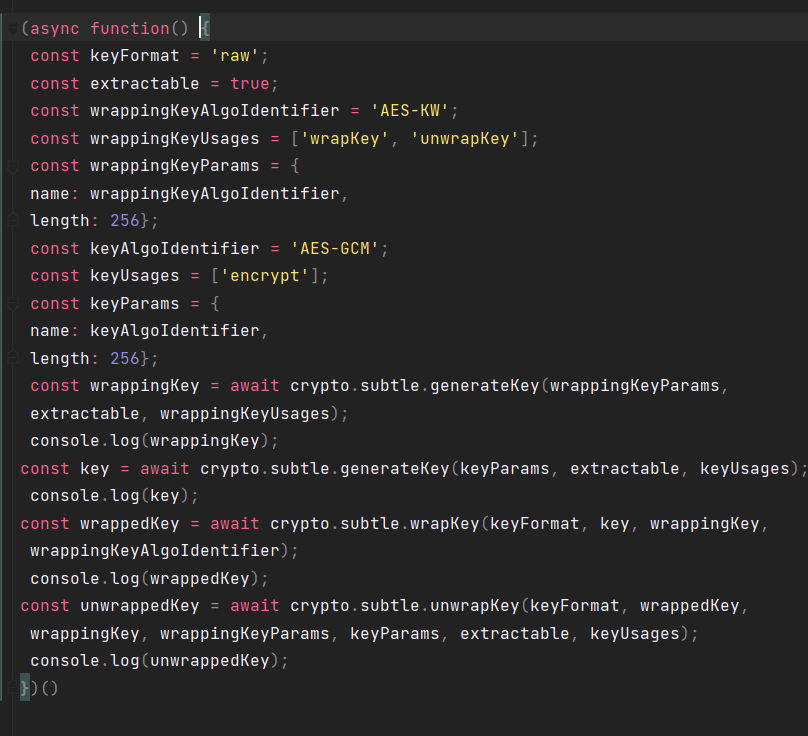 (async function() {
const keyFormat = 'raw';
const extractable = true;
const wrappingKeyAlgoIdentifier = 'AES-KW';
const wrappingKeyUsages = ['wrapKey', 'unwrapKey'];
const wrappingKeyParams = {
name: wrappingKeyAlgoIdentifier,
length: 256};
const keyAlgoIdentifier = 'AES-GCM';
const keyUsages = ['encrypt'];
const keyParams = {
name: keyAlgoIdentifier,
length: 256};
const wrappingKey = await crypto.subtle.generateKey(wrappingKeyParams,
extractable, wrappingKeyUsages);
console.log(wrappingKey);
const key = await crypto.subtle.generateKey(keyParams, extractable, keyUsages);
console.log(key);
const wrappedKey = await crypto.subtle.wrapKey(keyFormat, key, wrappingKey,
wrappingKeyAlgoIdentifier);
console.log(wrappedKey);
const unwrappedKey = await crypto.subtle.unwrapKey(keyFormat, wrappedKey,
wrappingKey, wrappingKeyParams, keyParams, extractable, keyUsages);
console.log(unwrappedKey);
})()